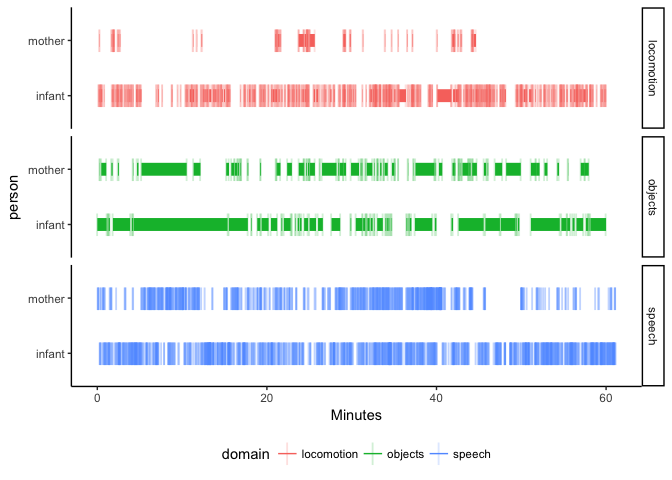 mother
infant
locomotion
mother
infant
objects
mother
infant
speech
person
0 20 40 60
Minutes
domain locomotion objects speech